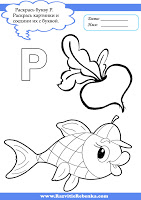 Раскрась букву Р.
Раскрась картинки и
соедини их с буквой.
Дата:
Имя:
Р
www.RazvitieRebenka.com